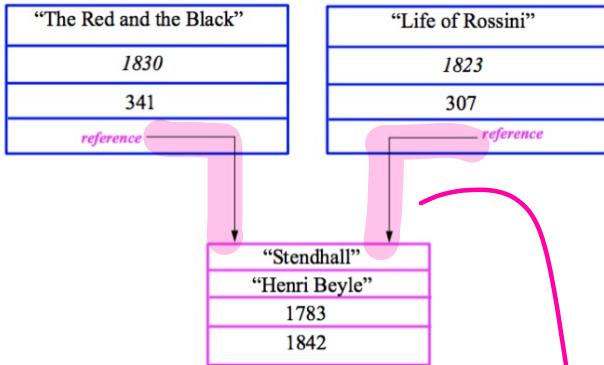 “The Red and the Black”
1830
341
reference
“Life of Rossini”
1823
307
reference
“Stendhall”
“Henri Beyle”
1783
1842